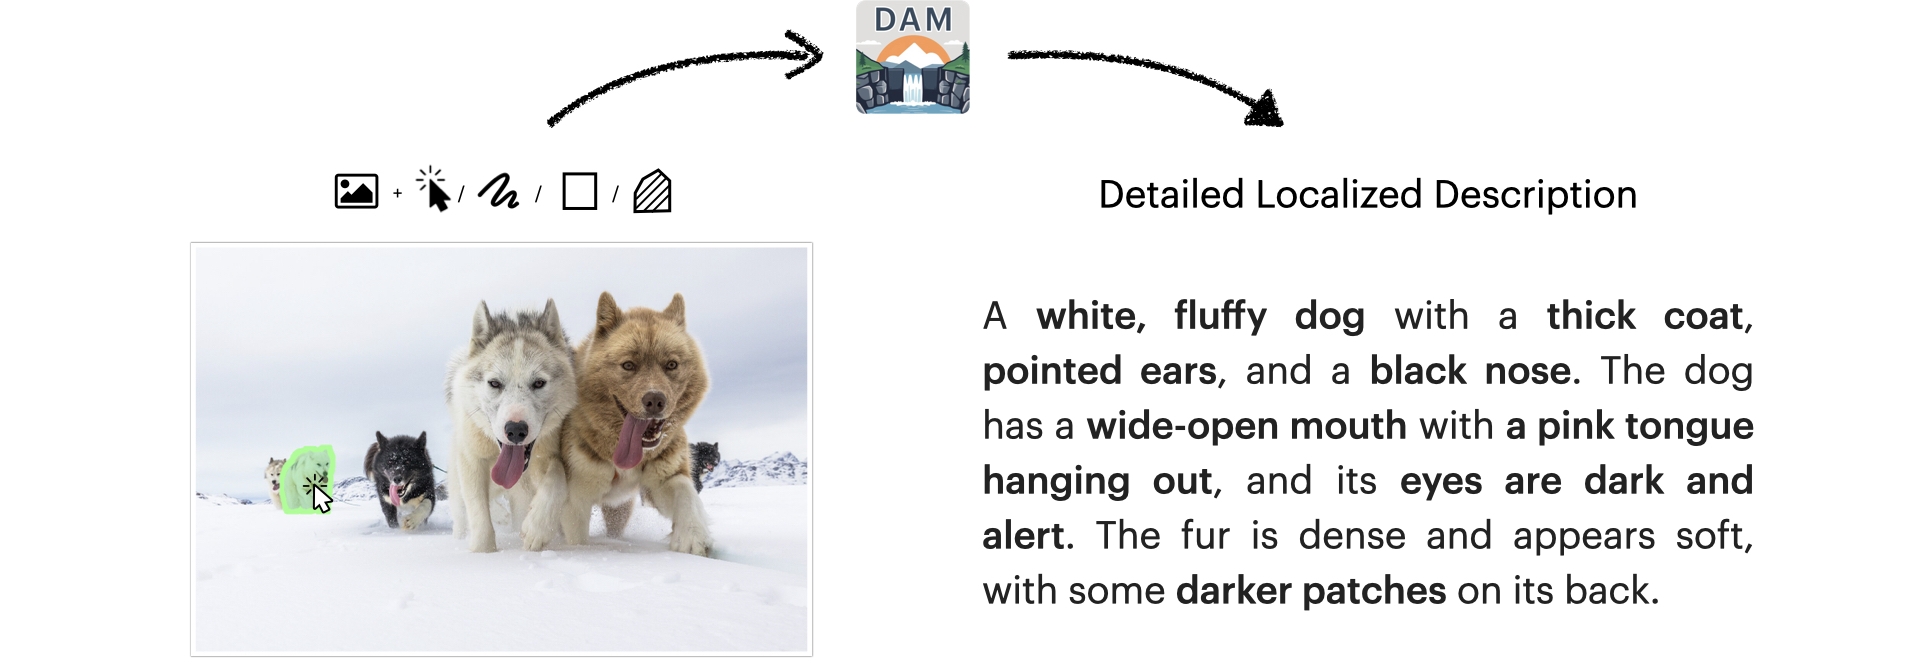 DAM
+ / / /
Detailed Localized Description
A white, fluffy dog with a thick coat,
pointed ears, and a black nose. The dog
has a wide-open mouth with a pink tongue
hanging out, and its eyes are dark and
alert. The fur is dense and appears soft,
with some darker patches on its back.